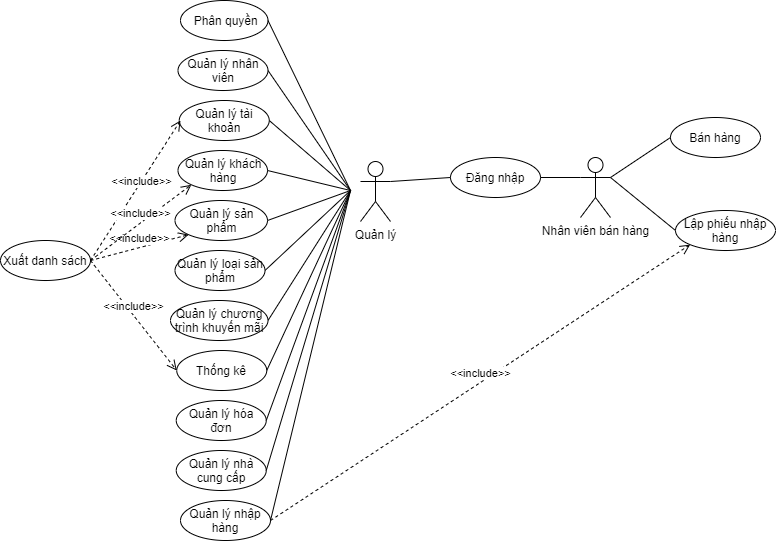 Phân quyền
Quản lý nhân
viên
Quản lý tài
khoản
Quản lý khách
hàng
Quản lý sản
phẩm
Quản lý loại sản
phẩm
Quản lý chương
trình khuyến mãi
Thống kê
Quản lý hóa
đơn
Quản lý nhà
cung cấp
Quản lý nhập
hàng
Xuất danh sách
<<include>>
<<include>>
<<include>>
<<include>>
Quản lý
Đăng nhập
Nhân viên bán hàng
Bán hàng
Lập phiếu nhập
hàng
<<include>>